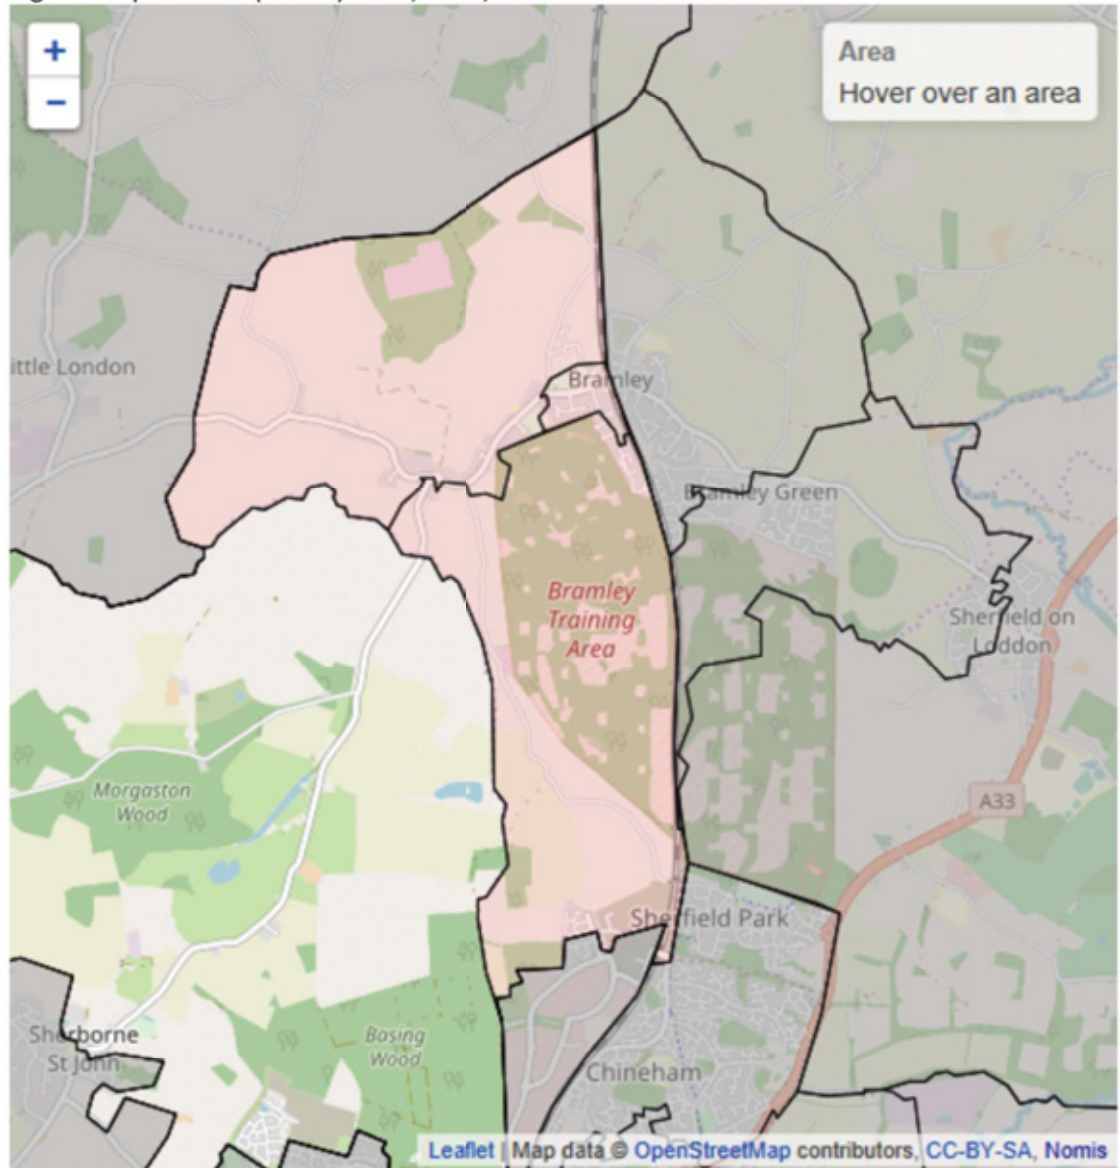 +
Area
−
Hover over an area
ittle London
Bramley
Bramley Green
Bramley
Training
Area
Sherfield on
Loddon
Morgaston
Wood
A33
Sherfield Park
Sherborne
St John
Basing
Wood
Chineham
Leaflet | Map data © OpenStreetMap contributors, CC-BY-SA, Nomis